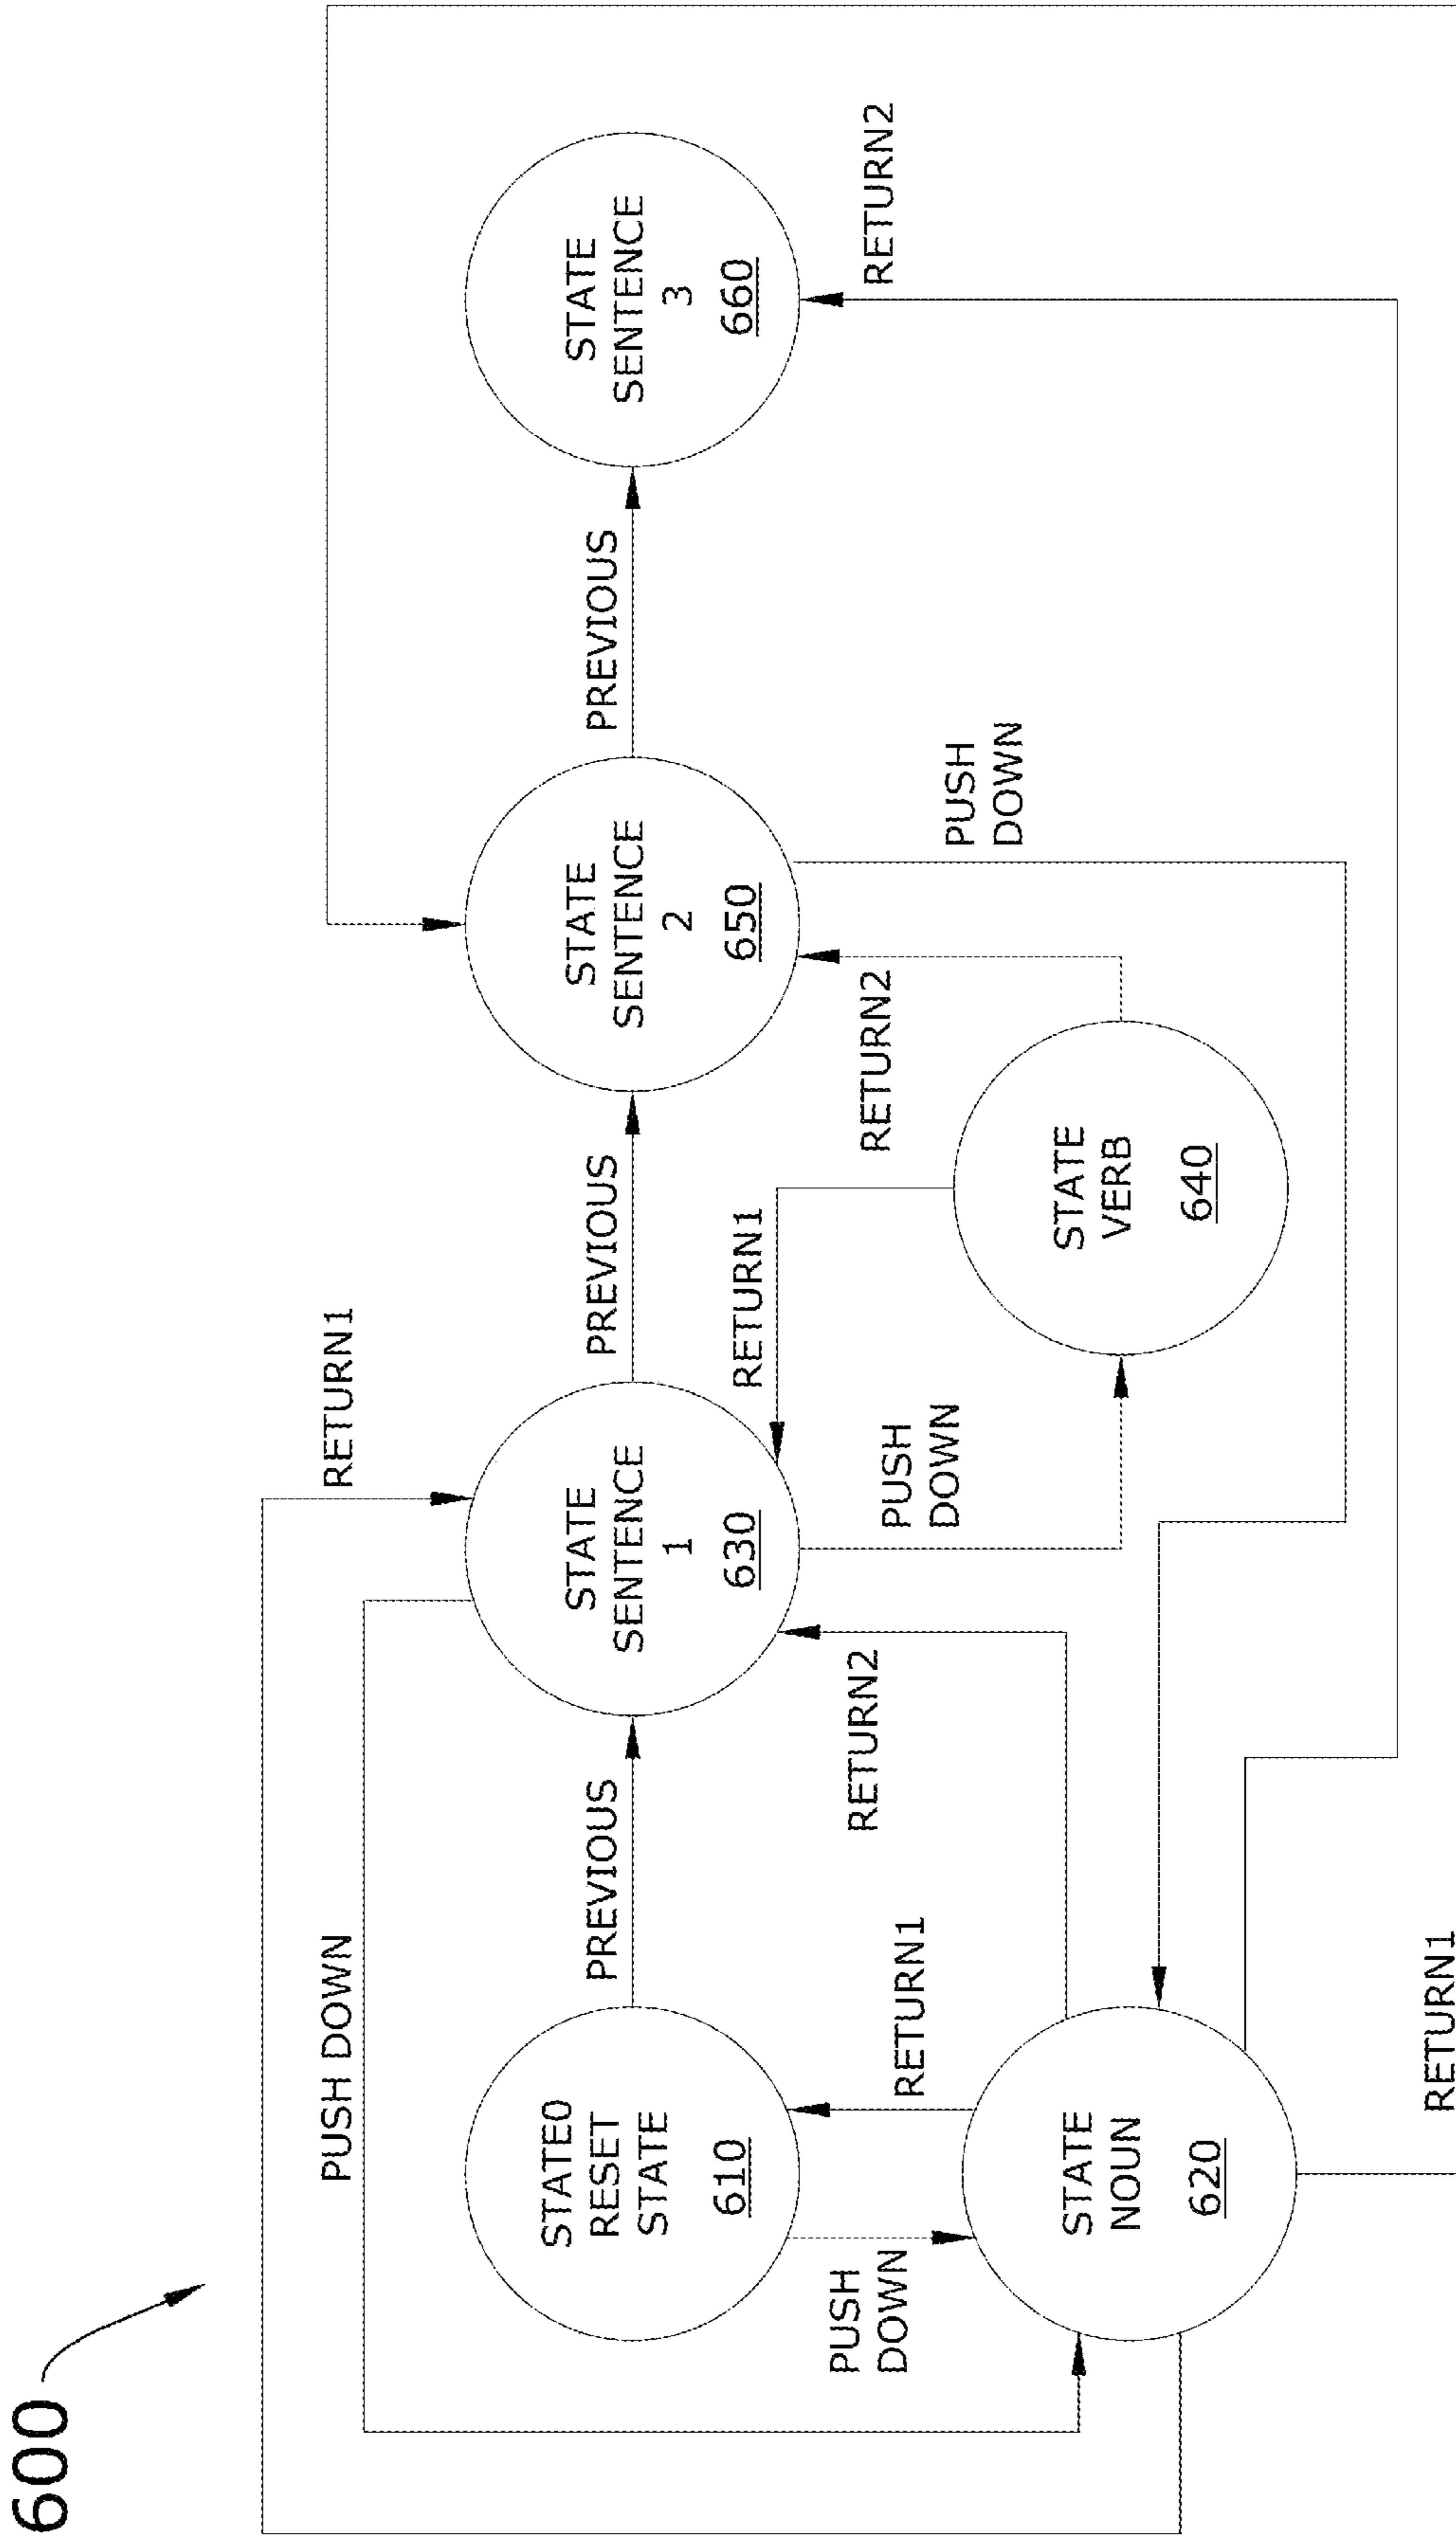 600
RETURN1
PUSH DOWN
STATE0
RESET
STATE
610
PREVIOUS
STATE
SENTENCE
1
630
PREVIOUS
STATE
SENTENCE
2
650
PREVIOUS
STATE
SENTENCE
3
660
PUSH
DOWN
RETURN1
RETURN2
RETURN1
PUSH
DOWN
RETURN2
PUSH
DOWN
RETURN2
STATE
NOUN
620
STATE
VERB
640
RETURN1